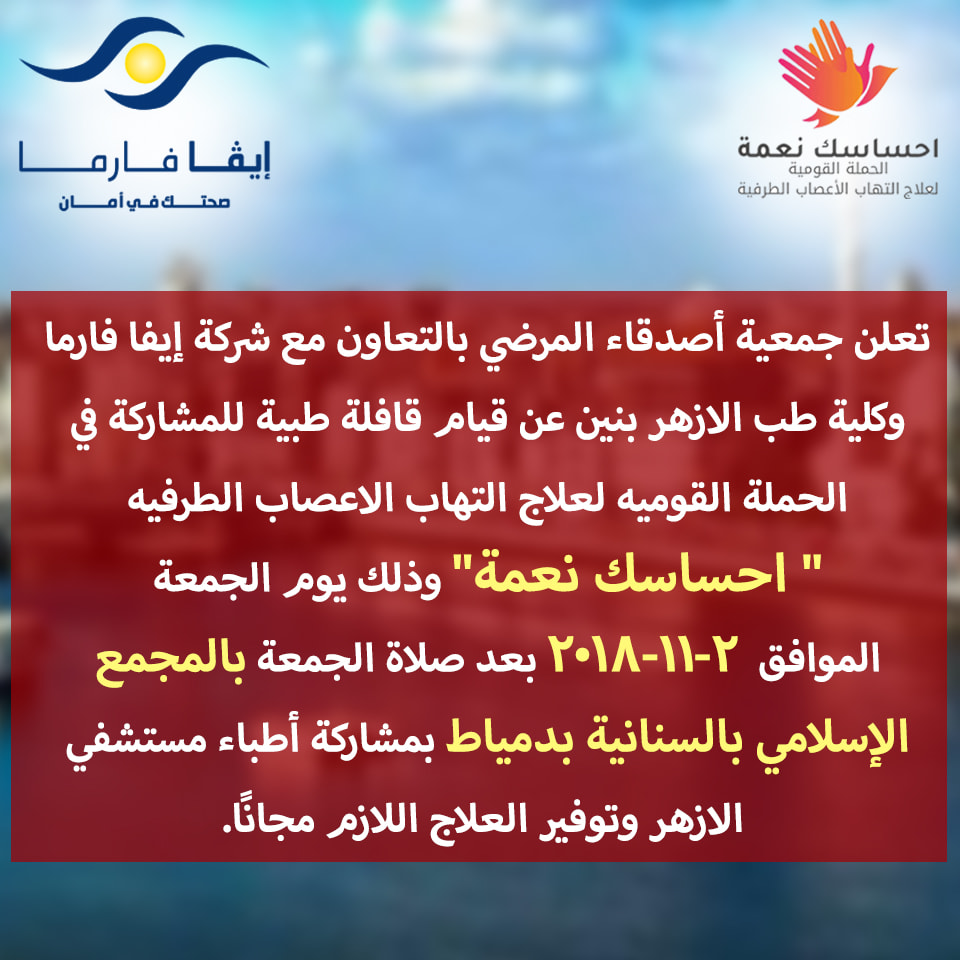 احساسك نعمة
الحملة القومية
لعلاج التهاب الأعصاب الطرفية
إيڤا فارما
صحتك في أمان
تعلن جمعية أصدقاء المرضي بالتعاون مع شركة إيفا فارما
وكلية طب الازهر بنين عن قيام قافلة طبية للمشاركة في
الحملة القوميه لعلاج التهاب الاعصاب الطرفيه
" احساسك نعمة" وذلك يوم الجمعة
الموافق ٢-١١-٢٠١٨ بعد صلاة الجمعة بالمجمع
الإسلامي بالسنانية بدمياط بمشاركة أطباء مستشفي
الازهر وتوفير العلاج اللازم مجانًا.